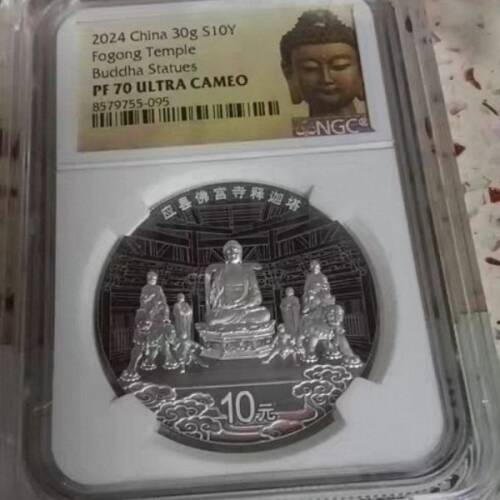 2024 China 30g S10Y
Fogong Temple
Buddha Statues
PF 70 ULTRA CAMEO
8579755-095
NGC
应县佛宫寺释迦塔
10元